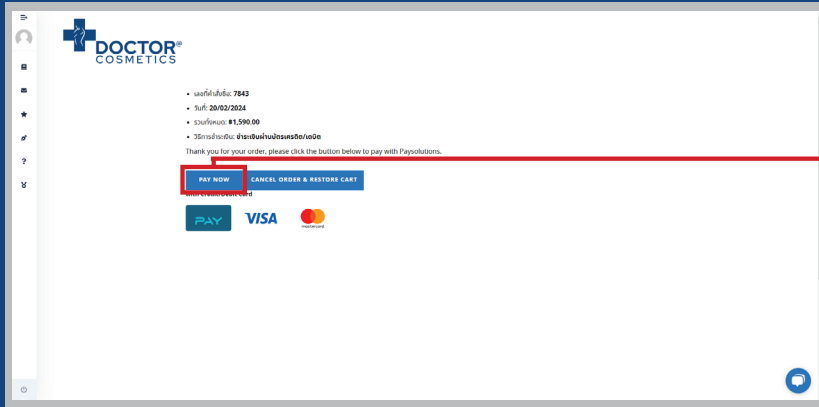 DOCTOR®
COSMETICS
เลขที่คำสั่งซื้อ: 7843
วันที่: 20/02/2024
รวมทั้งหมด: ฿1,590.00
วิธีการชำระเงิน: ชำระเงินผ่านบัตรเครดิต/เดบิต
Thank you for your order, please click the button below to pay with Paysolutions.
PAY NOW CANCEL ORDER & RESTORE CART
with Credit/Debit Card
PAY VISA mastercard